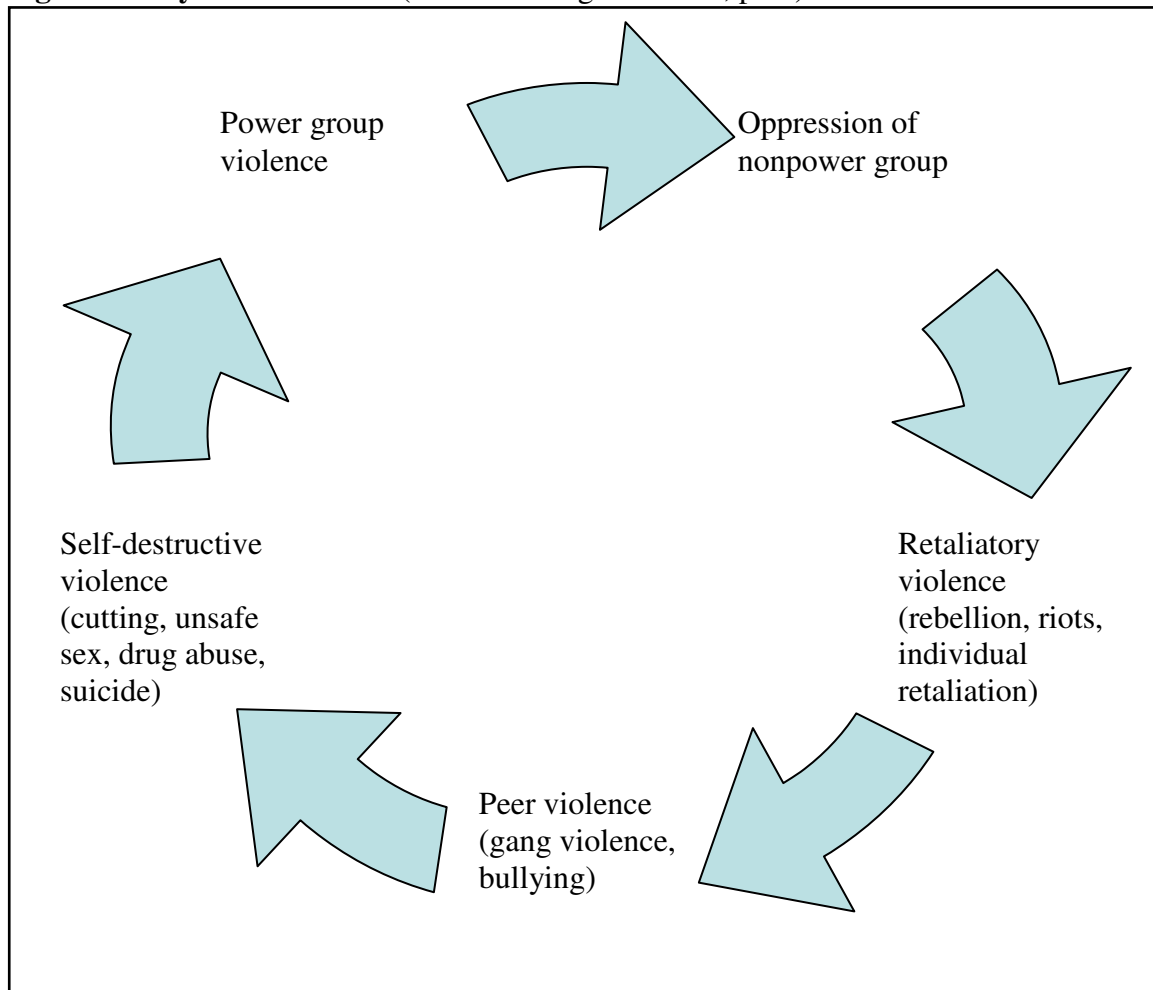 Power group
violence
Oppression of
nonpower group
Retaliatory
violence
(rebellion, riots,
individual
retaliation)
Peer violence
(gang violence,
bullying)
Self-destructive
violence
(cutting, unsafe
sex, drug abuse,
suicide)